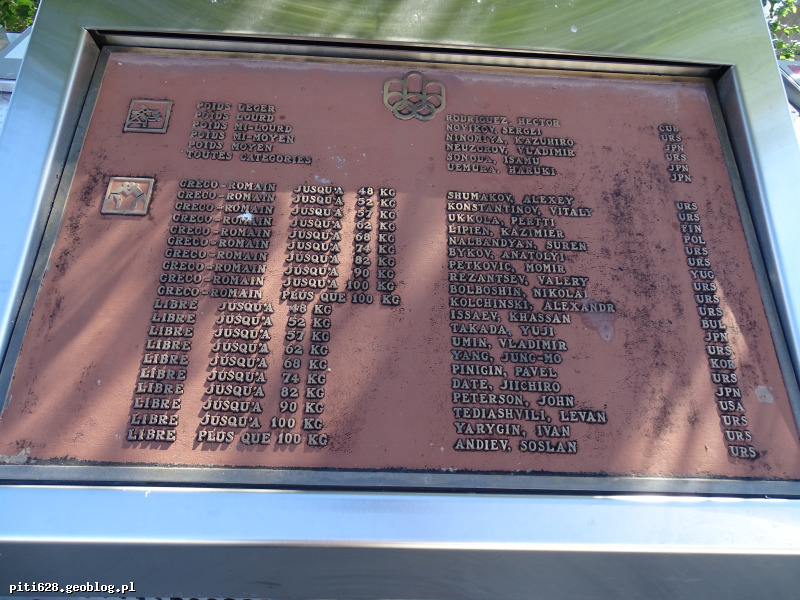 POIDS LEGER RODRIGUEZ, HECTOR CUB
POIDS LOURD NOVIKOV, SERGEI URS
POIDS MI-LOURD NINOMIYA, KAZUHIRO JPN
POIDS MI-MOYEN NEVZOROV, VLADIMIR URS
POIDS MOYEN SONODA, ISAMU JPN
TOUTES CATEGORIES UEMURA, HARUKI JPN
GRECO-ROMAIN JUSQU'A 48 KG SHUMAKOV, ALEXEY URS
GRECO-ROMAIN JUSQU'A 52 KG KONSTANTINOV, VITALY URS
GRECO-ROMAIN JUSQU'A 57 KG UKKOLA, PERTTI FIN
GRECO-ROMAIN JUSQU'A 62 KG LIPIEN, KAZIMIER POL
GRECO-ROMAIN JUSQU'A 68 KG NALBANDYAN, SUREN URS
GRECO-ROMAIN JUSQU'A 74 KG BYKOV, ANATOLYI URS
GRECO-ROMAIN JUSQU'A 82 KG PETKOVIC, MOMIR YUG
GRECO-ROMAIN JUSQU'A 90 KG REZANTSEV, VALERY URS
GRECO-ROMAIN JUSQU'A 100 KG BOLBOSHIN, NIKOLAI URS
GRECO-ROMAIN PLUS QUE 100 KG KOLCHINSKI, ALEXANDR URS
LIBRE JUSQU'A 48 KG ISSAEV, KHASSAN BUL
LIBRE JUSQU'A 52 KG TAKADA, YUJI JPN
LIBRE JUSQU'A 57 KG UMIN, VLADIMIR URS
LIBRE JUSQU'A 62 KG YANG, JUNG-MO KOR
LIBRE JUSQU'A 68 KG PINIGIN, PAVEL URS
LIBRE JUSQU'A 74 KG DATE, JIICHIRO JPN
LIBRE JUSQU'A 82 KG PETERSON, JOHN USA
LIBRE JUSQU'A 90 KG TEDIASHVILI, LEVAN URS
LIBRE JUSQU'A 100 KG YARYGIN, IVAN URS
LIBRE PLUS QUE 100 KG ANDIEV, SOSLAN URS
piti628.geoblog.pl